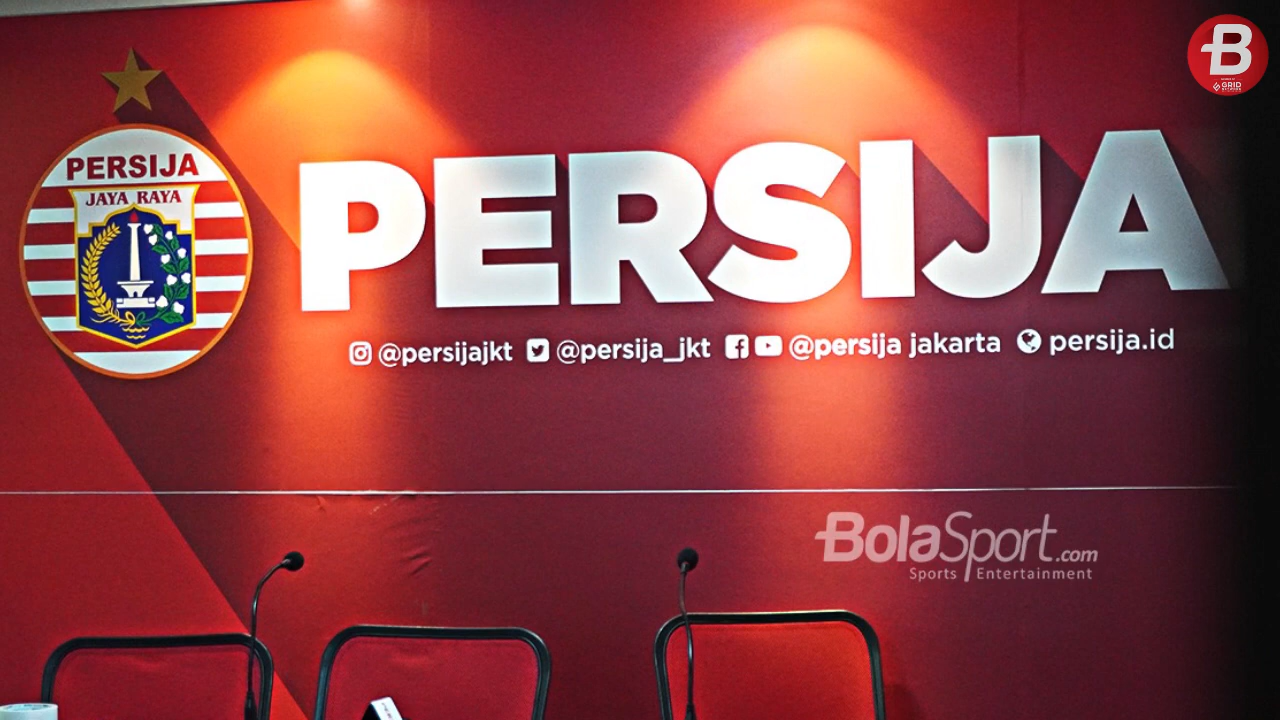 B
GRID
PERSIJA
JAYA RAYA
PERSIJA
@persijajkt @persija_jkt @persija jakarta persija.id
BolaSport.com
Sports Entertainment